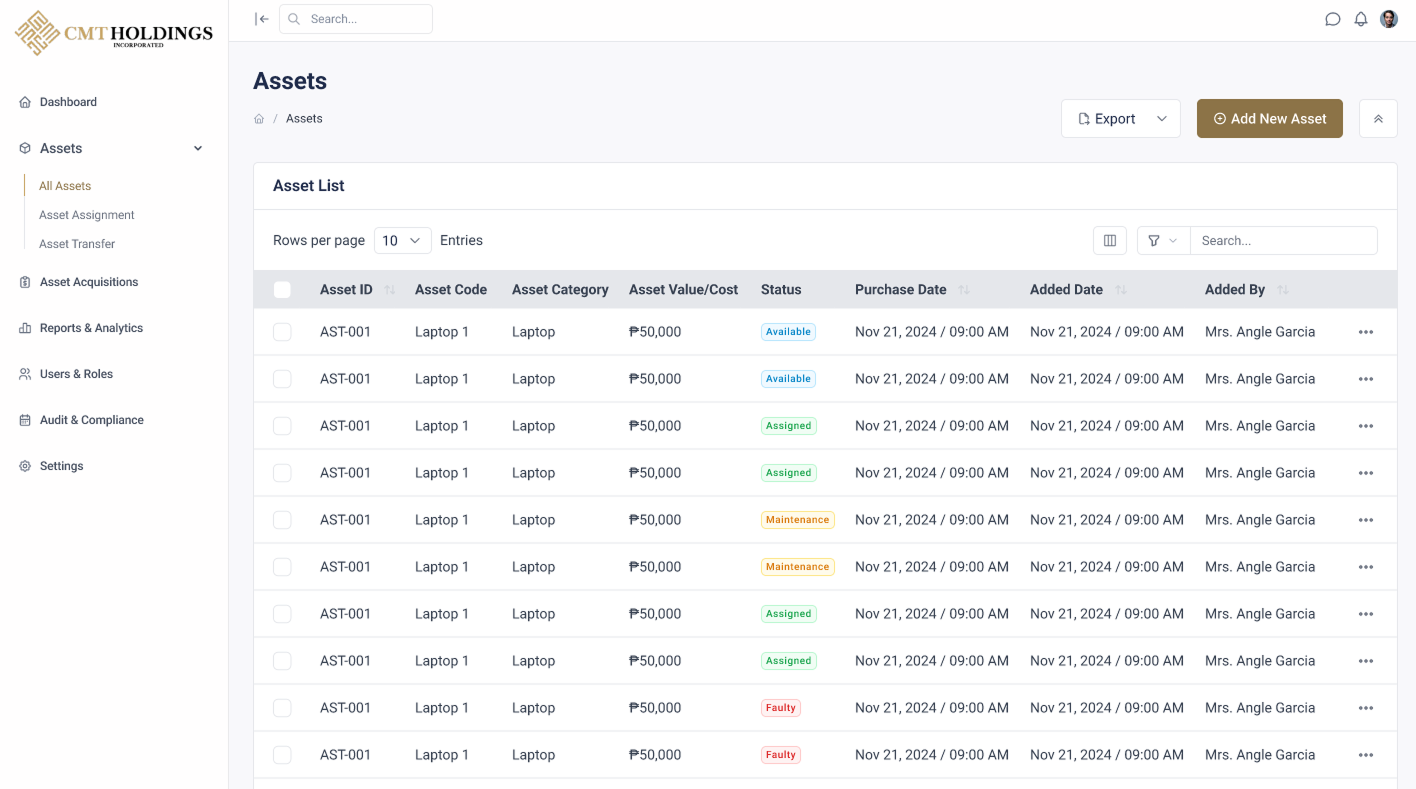 CMT HOLDINGS
INCORPORATED
Search...
Dashboard
Assets
All Assets
Asset Assignment
Asset Transfer
Asset Acquisitions
Reports & Analytics
Users & Roles
Audit & Compliance
Settings
Assets
/ Assets
Export
Add New Asset
Asset List
Rows per page 10 Entries
Search...
Asset ID Asset Code Asset Category Asset Value/Cost Status Purchase Date Added Date Added By
AST-001 Laptop 1 Laptop ₱50,000 Available Nov 21, 2024 / 09:00 AM Nov 21, 2024 / 09:00 AM Mrs. Angle Garcia
AST-001 Laptop 1 Laptop ₱50,000 Available Nov 21, 2024 / 09:00 AM Nov 21, 2024 / 09:00 AM Mrs. Angle Garcia
AST-001 Laptop 1 Laptop ₱50,000 Assigned Nov 21, 2024 / 09:00 AM Nov 21, 2024 / 09:00 AM Mrs. Angle Garcia
AST-001 Laptop 1 Laptop ₱50,000 Assigned Nov 21, 2024 / 09:00 AM Nov 21, 2024 / 09:00 AM Mrs. Angle Garcia
AST-001 Laptop 1 Laptop ₱50,000 Maintenance Nov 21, 2024 / 09:00 AM Nov 21, 2024 / 09:00 AM Mrs. Angle Garcia
AST-001 Laptop 1 Laptop ₱50,000 Maintenance Nov 21, 2024 / 09:00 AM Nov 21, 2024 / 09:00 AM Mrs. Angle Garcia
AST-001 Laptop 1 Laptop ₱50,000 Assigned Nov 21, 2024 / 09:00 AM Nov 21, 2024 / 09:00 AM Mrs. Angle Garcia
AST-001 Laptop 1 Laptop ₱50,000 Assigned Nov 21, 2024 / 09:00 AM Nov 21, 2024 / 09:00 AM Mrs. Angle Garcia
AST-001 Laptop 1 Laptop ₱50,000 Faulty Nov 21, 2024 / 09:00 AM Nov 21, 2024 / 09:00 AM Mrs. Angle Garcia
AST-001 Laptop 1 Laptop ₱50,000 Faulty Nov 21, 2024 / 09:00 AM Nov 21, 2024 / 09:00 AM Mrs. Angle Garcia